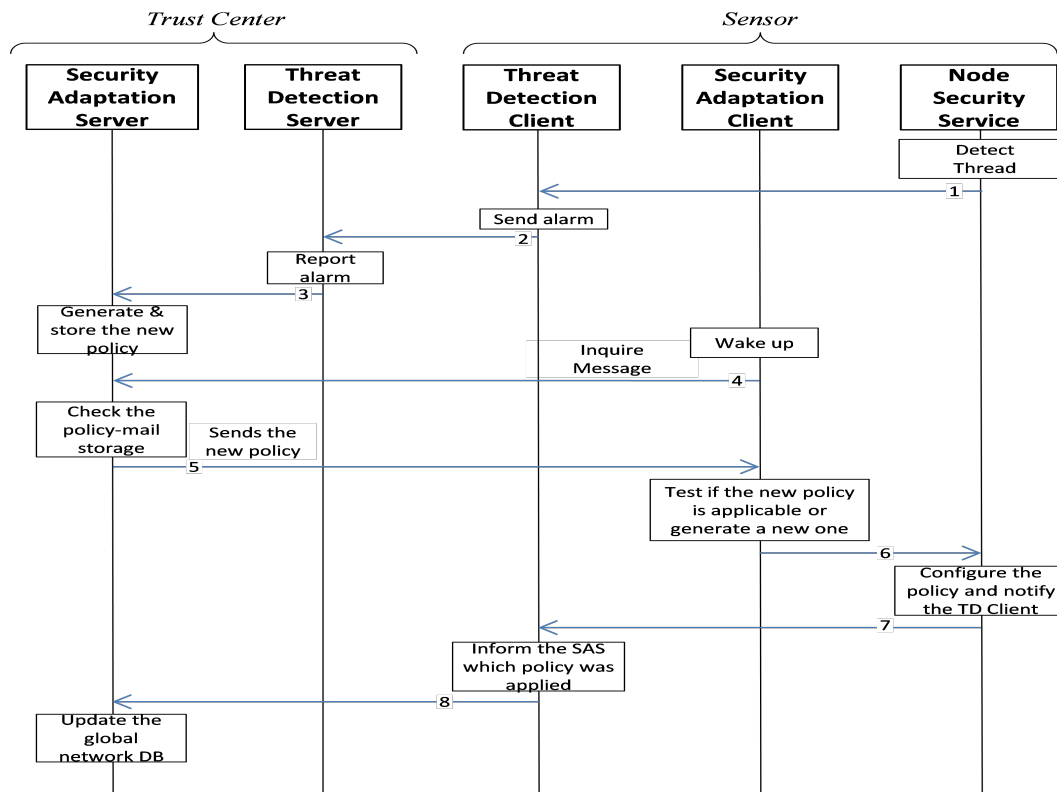 Trust Center
Sensor
Security
Adaptation
Server
Threat
Detection
Server
Threat
Detection
Client
Security
Adaptation
Client
Node
Security
Service
Detect
Thread
1
Send alarm
2
Report
alarm
3
Generate &
store the new
policy
Wake up
Inquire
Message
4
Check the
policy-mail
storage
Sends the
new policy
5
Test if the new policy
is applicable or
generate a new one
6
Configure the
policy and notify
the TD Client
7
Inform the SAS
which policy was
applied
8
Update the
global
network DB